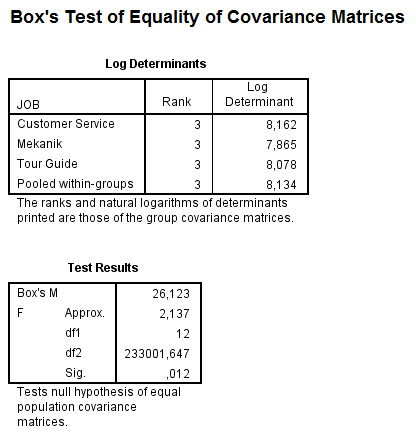 Box's Test of Equality of Covariance Matrices
Log Determinants
JOB Rank Log Determinant
Customer Service 3 8,162
Mekanik 3 7,865
Tour Guide 3 8,078
Pooled within-groups 3 8,134
The ranks and natural logarithms of determinants
printed are those of the group covariance matrices.
Test Results
Box's M 26,123
F Approx. 2,137
df1 12
df2 233001,647
Sig. ,012
Tests null hypothesis of equal
population covariance
matrices.